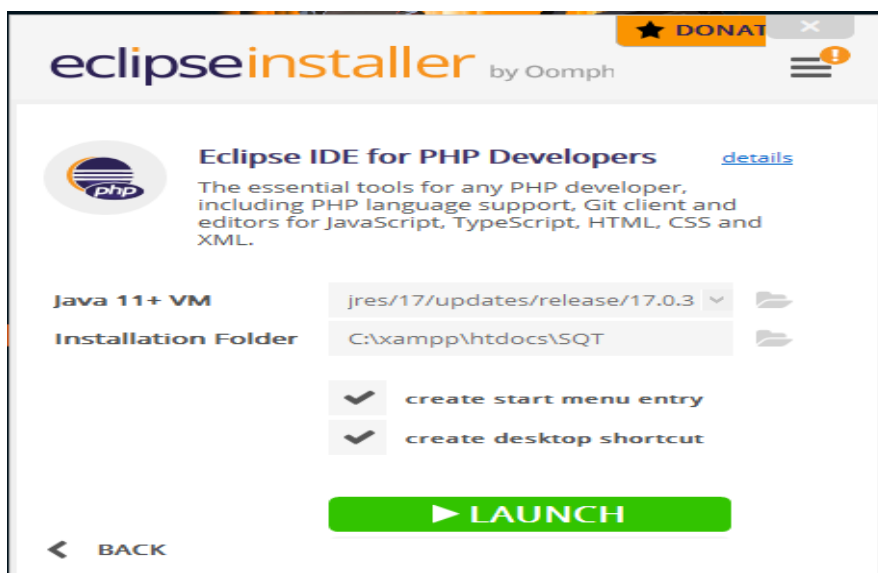 DONAT
eclipseinstaller by Oomph
!
php
Eclipse IDE for PHP Developers details
The essential tools for any PHP developer,
including PHP language support, Git client and
editors for JavaScript, TypeScript, HTML, CSS and
XML.
Java 11+ VM jres/17/updates/release/17.0.3
Installation Folder C:\xampp\htdocs\SQT
create start menu entry
create desktop shortcut
LAUNCH
BACK